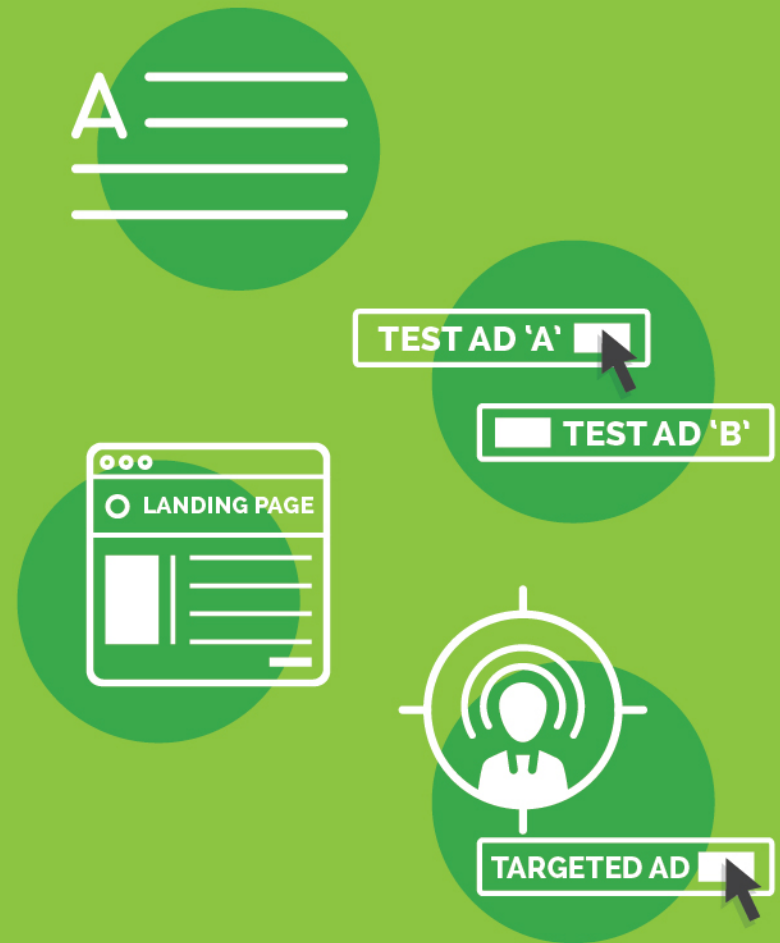 A
TEST AD ‘A’
TEST AD ‘B’
LANDING PAGE
TARGETED AD